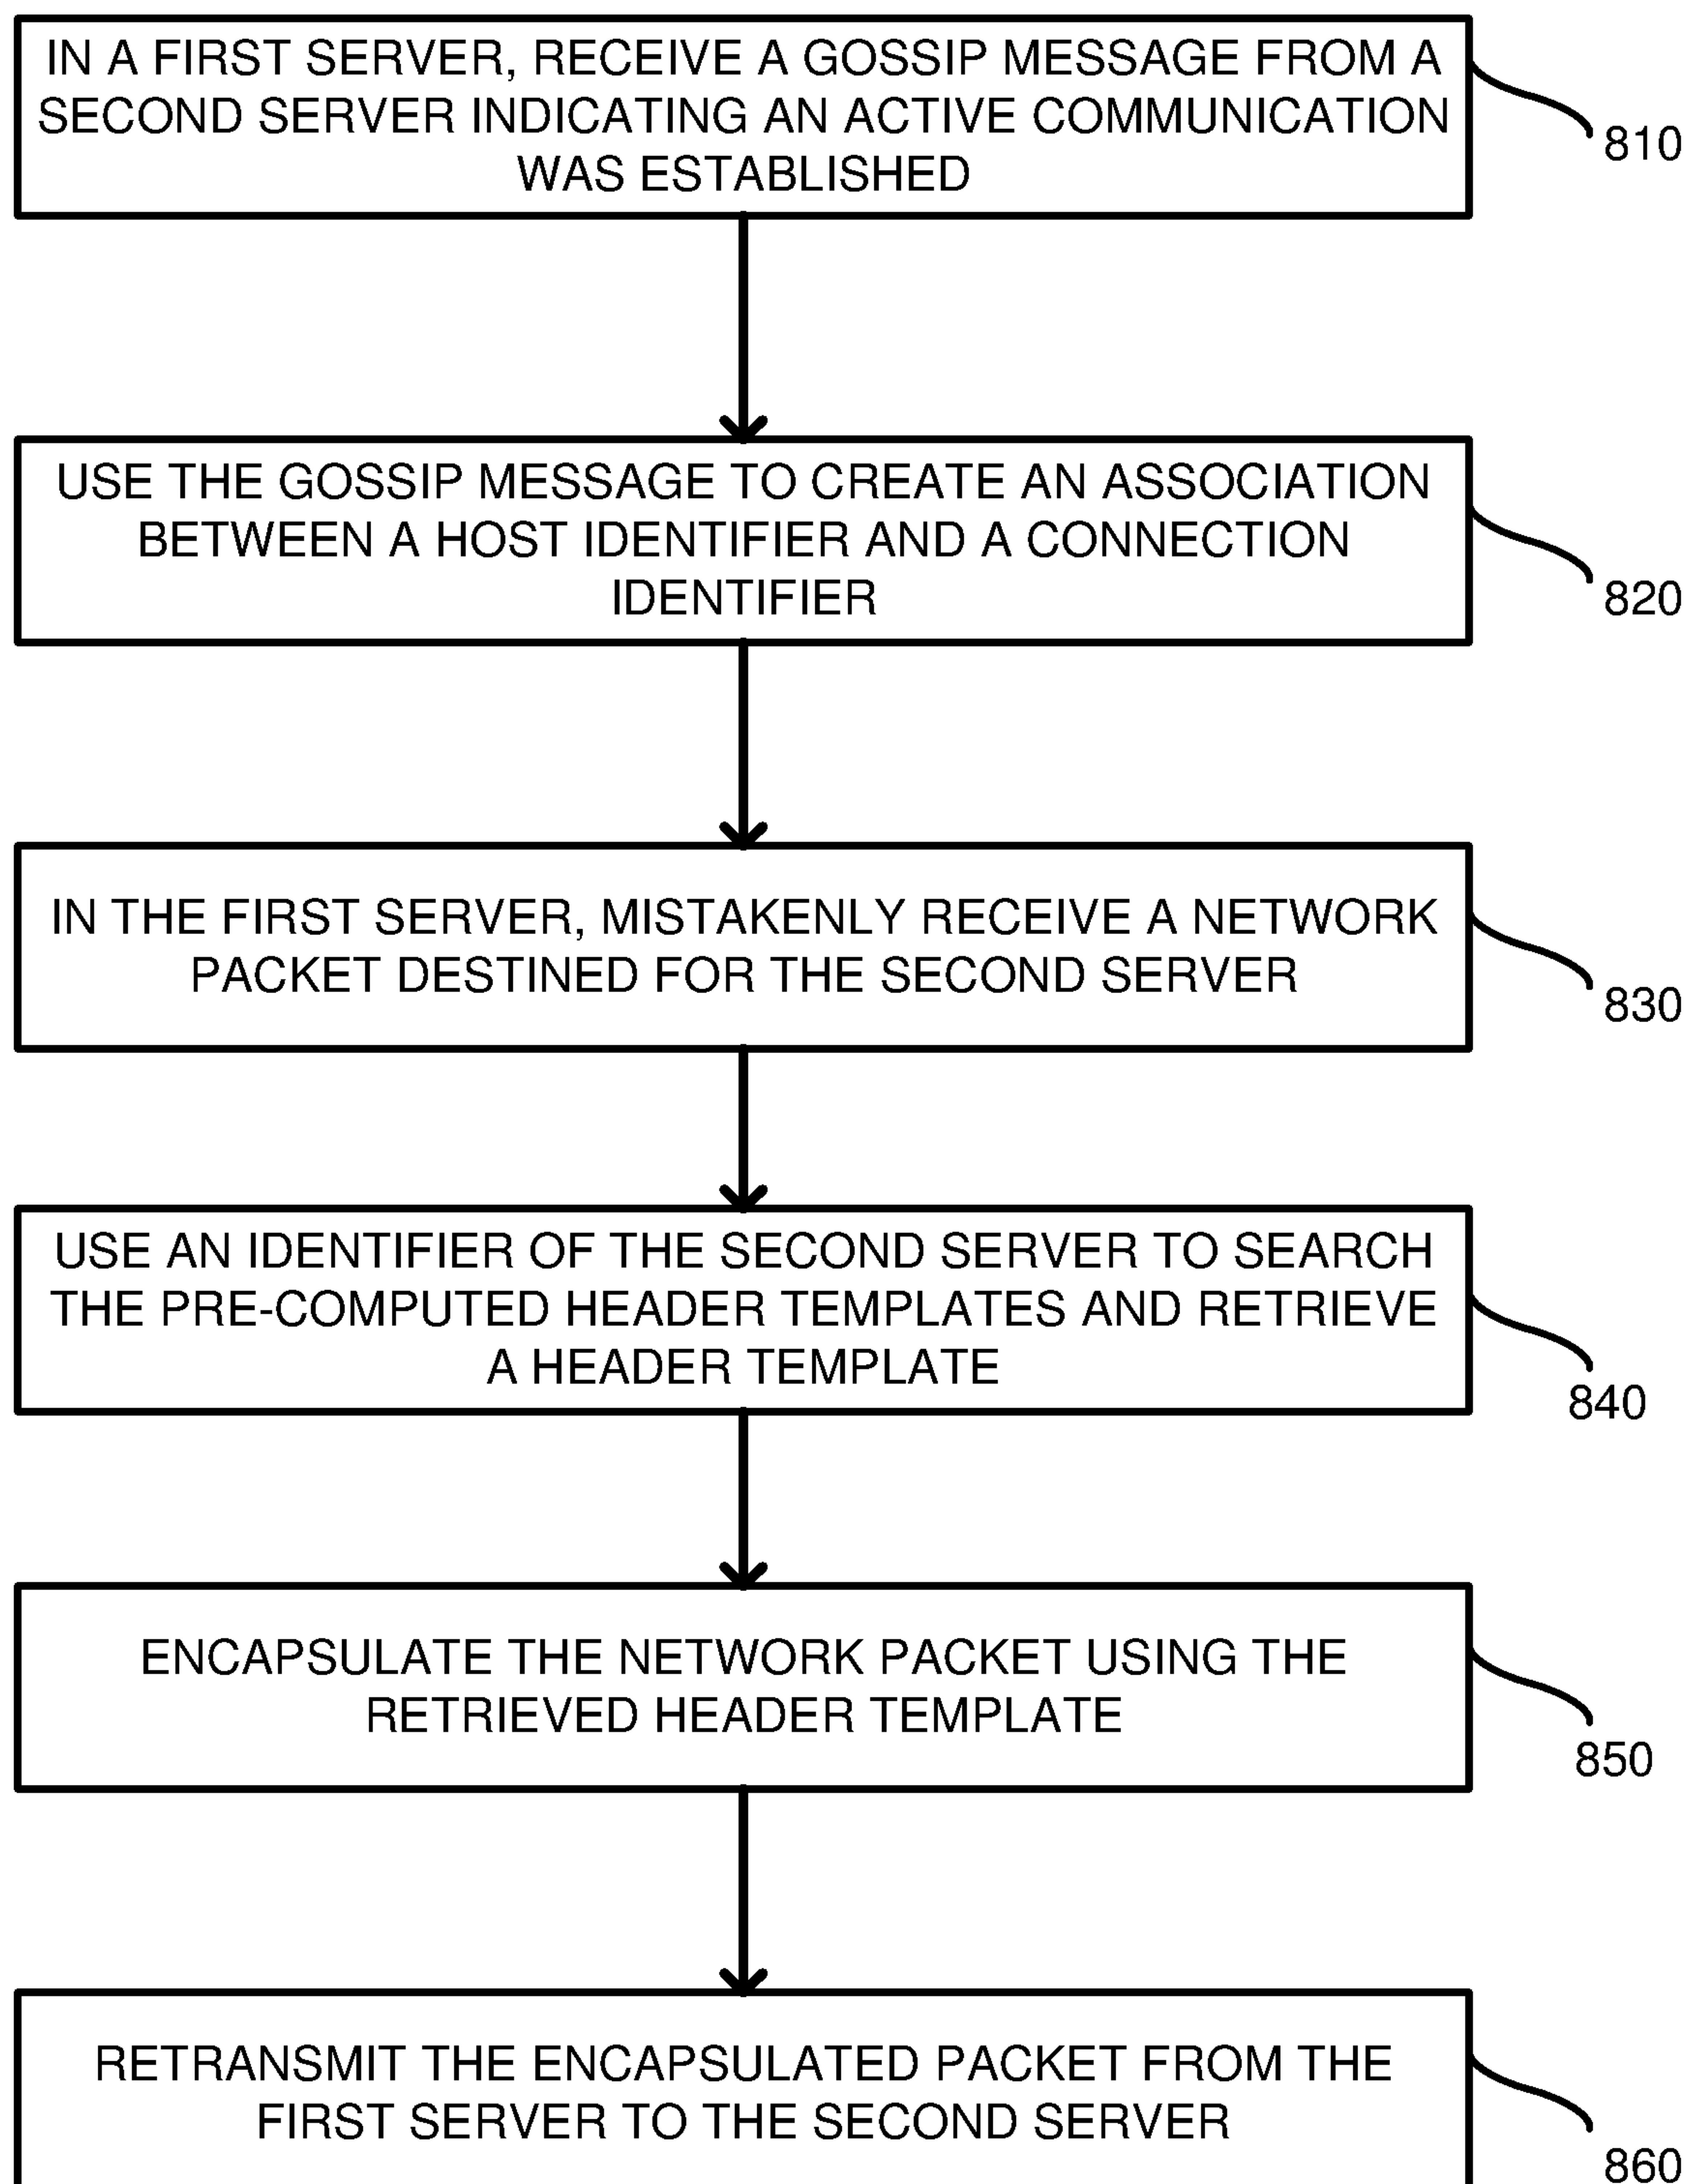 IN A FIRST SERVER, RECEIVE A GOSSIP MESSAGE FROM A
SECOND SERVER INDICATING AN ACTIVE COMMUNICATION
WAS ESTABLISHED
810
USE THE GOSSIP MESSAGE TO CREATE AN ASSOCIATION
BETWEEN A HOST IDENTIFIER AND A CONNECTION
IDENTIFIER
820
IN THE FIRST SERVER, MISTAKENLY RECEIVE A NETWORK
PACKET DESTINED FOR THE SECOND SERVER
830
USE AN IDENTIFIER OF THE SECOND SERVER TO SEARCH
THE PRE-COMPUTED HEADER TEMPLATES AND RETRIEVE
A HEADER TEMPLATE
840
ENCAPSULATE THE NETWORK PACKET USING THE
RETRIEVED HEADER TEMPLATE
850
RETRANSMIT THE ENCAPSULATED PACKET FROM THE
FIRST SERVER TO THE SECOND SERVER
860